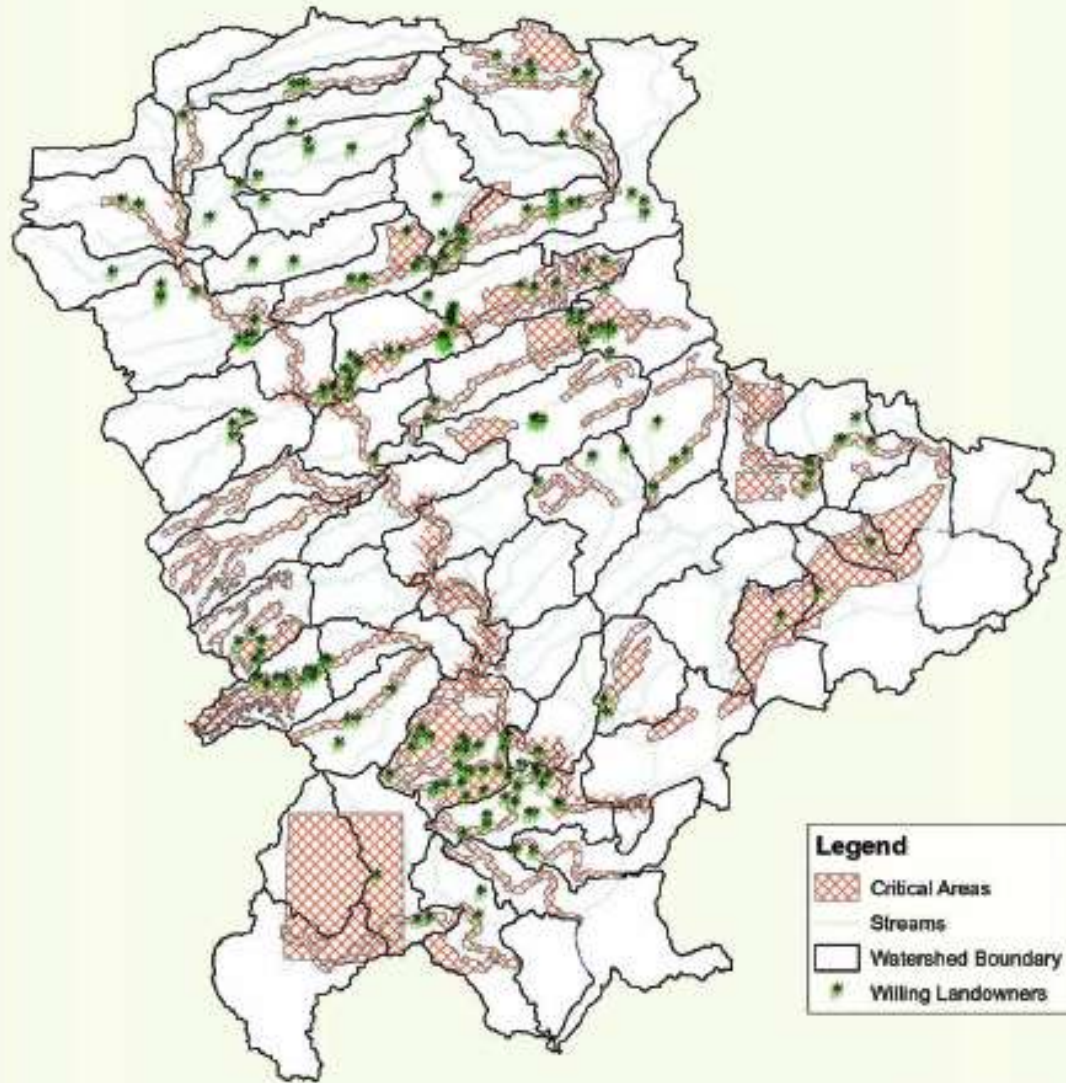 Legend
Critical Areas
Streams
Watershed Boundary
Willing Landowners